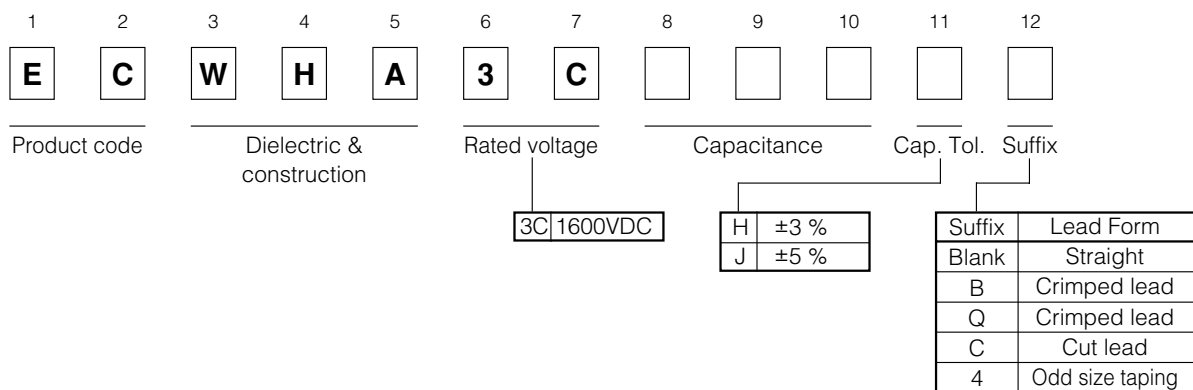 1 2 3 4 5 6 7 8 9 10 11 12
E C W H A 3 C
Product code
Dielectric &
construction
Rated voltage
Capacitance
Cap. Tol.
Suffix
3C 1600VDC
H ±3 %
J ±5 %
Suffix Lead Form
Blank Straight
B Crimped lead
Q Crimped lead
C Cut lead
4 Odd size taping